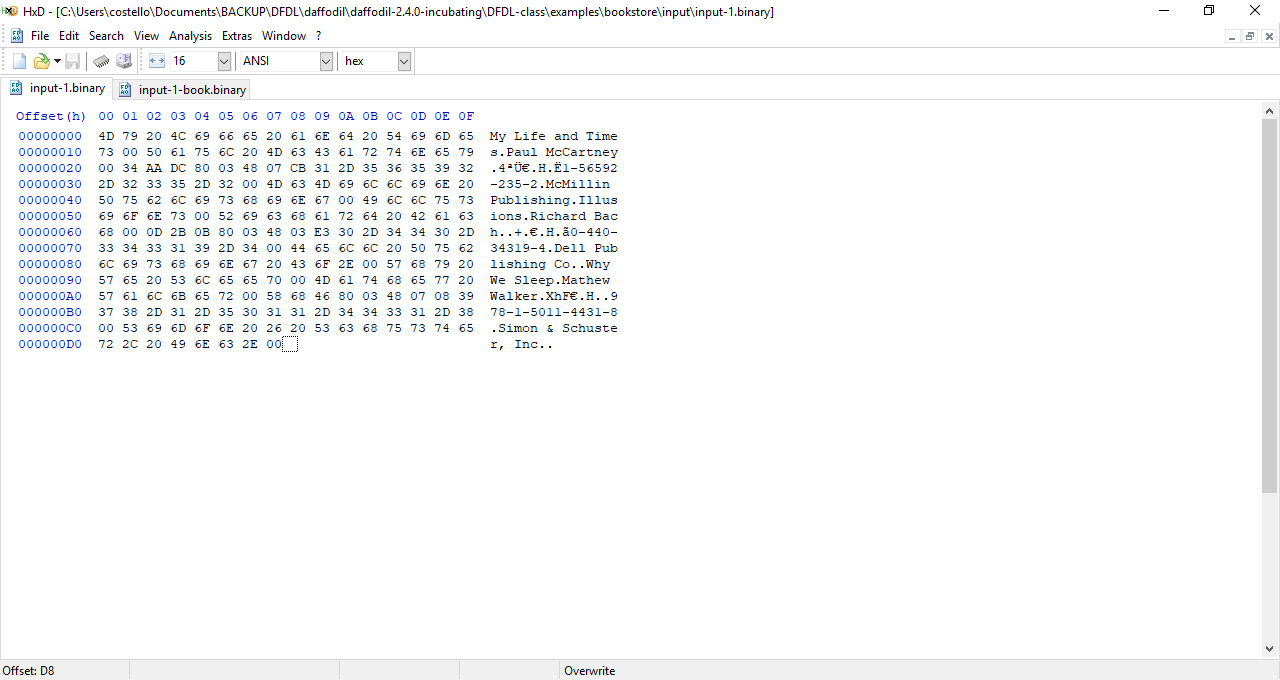 HxD - [C:\Users\costello\Documents\BACKUP\DFDL\daffodil\daffodil-2.4.0-incubating\DFDL-class\examples\bookstore\input\input-1.binary]
File Edit Search View Analysis Extras Window ?
16 ANSI hex
input-1.binary input-1-book.binary
Offset(h) 00 01 02 03 04 05 06 07 08 09 0A 0B 0C 0D 0E 0F
00000000 4D 79 20 4C 69 66 65 20 61 6E 64 20 54 69 6D 65 My Life and Time
00000010 73 00 50 61 75 6C 20 4D 63 43 61 72 74 6E 65 79 s.Paul McCartney
00000020 00 34 AA DC 80 03 48 07 CB 31 2D 35 36 35 39 32 .4ªÜ€.H.Ë1-56592
00000030 2D 32 33 35 2D 32 00 4D 63 4D 69 6C 6C 69 6E 20 -235-2.McMillin
00000040 50 75 62 6C 69 73 68 69 6E 67 00 49 6C 6C 75 73 Publishing.Illus
00000050 69 6F 6E 73 00 52 69 63 68 61 72 64 20 42 61 63 ions.Richard Bac
00000060 68 00 0D 2B 0B 80 03 48 03 E3 30 2D 34 34 30 2D h..+.€.H.ã0-440-
00000070 33 34 33 31 39 2D 34 00 44 65 6C 6C 20 50 75 62 34319-4.Dell Pub
00000080 6C 69 73 68 69 6E 67 20 43 6F 2E 00 57 68 79 20 lishing Co..Why
00000090 57 65 20 53 6C 65 65 70 00 4D 61 74 68 65 77 20 We Sleep.Mathew
000000A0 57 61 6C 6B 65 72 00 58 68 46 80 03 48 07 08 39 Walker.XhF€.H..9
000000B0 37 38 2D 31 2D 35 30 31 31 2D 34 34 33 31 2D 38 78-1-5011-4431-8
000000C0 00 53 69 6D 6F 6E 20 26 20 53 63 68 75 73 74 65 .Simon & Schuste
000000D0 72 2C 20 49 6E 63 2E 00 r, Inc..
Offset: D8 Overwrite